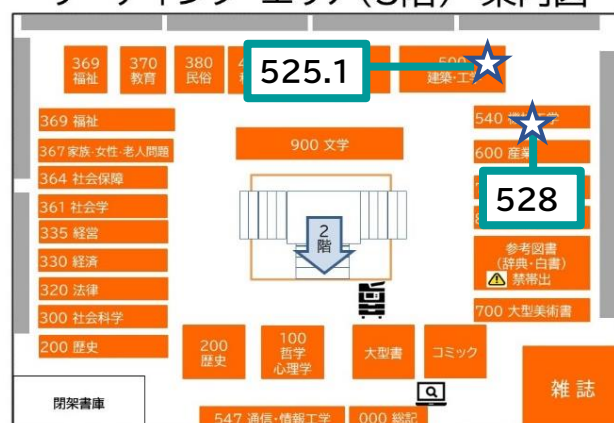 369
福祉
370
教育
380
民俗
525.1
建築・工学
369 福祉
367 家族・女性・老人問題
364 社会保障
361 社会学
335 経営
330 経済
320 法律
300 社会科学
200 歴史
900 文学
2
階
540
600 産業
528
参考図書
(辞典・白書)
禁帯出
700 大型美術書
200
歴史
100
哲学
心理学
大型書
コミック
雑誌
閉架書庫
547 通信・情報工学
000 総記